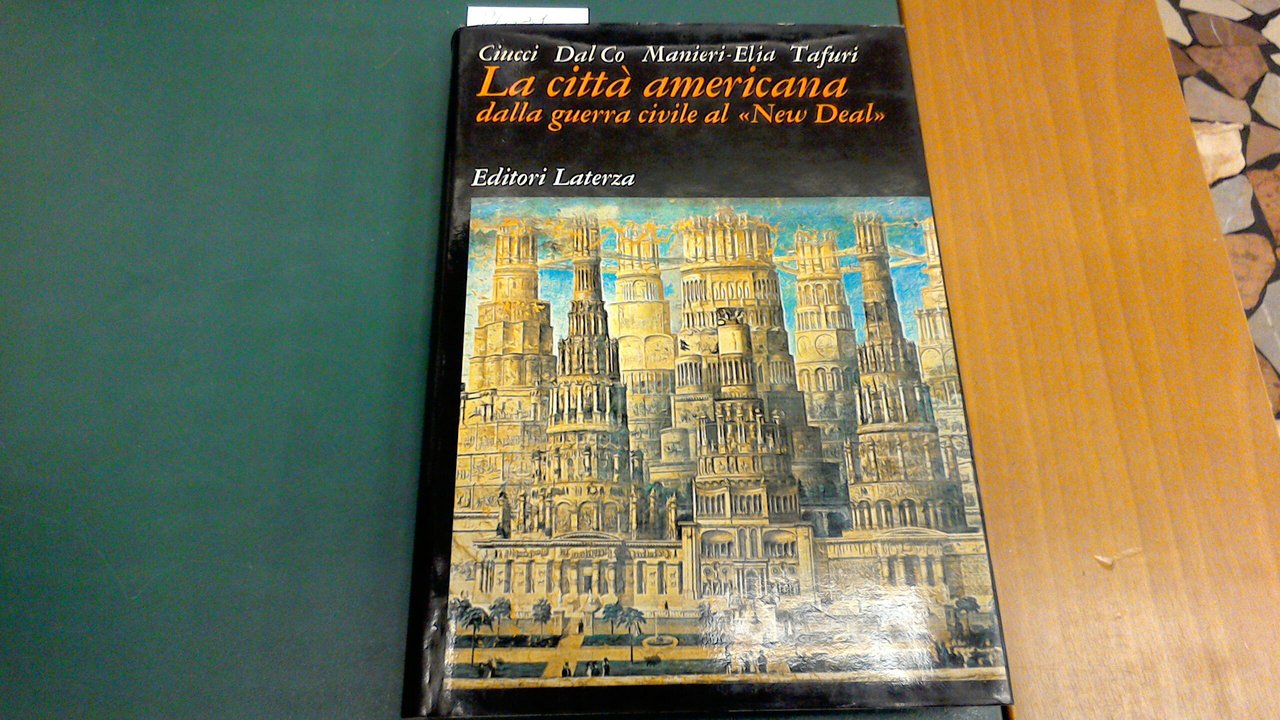 Ciucci Dal Co Manieri-Elia Tafuri
La città americana
dalla guerra civile al «New Deal»
Editori Laterza